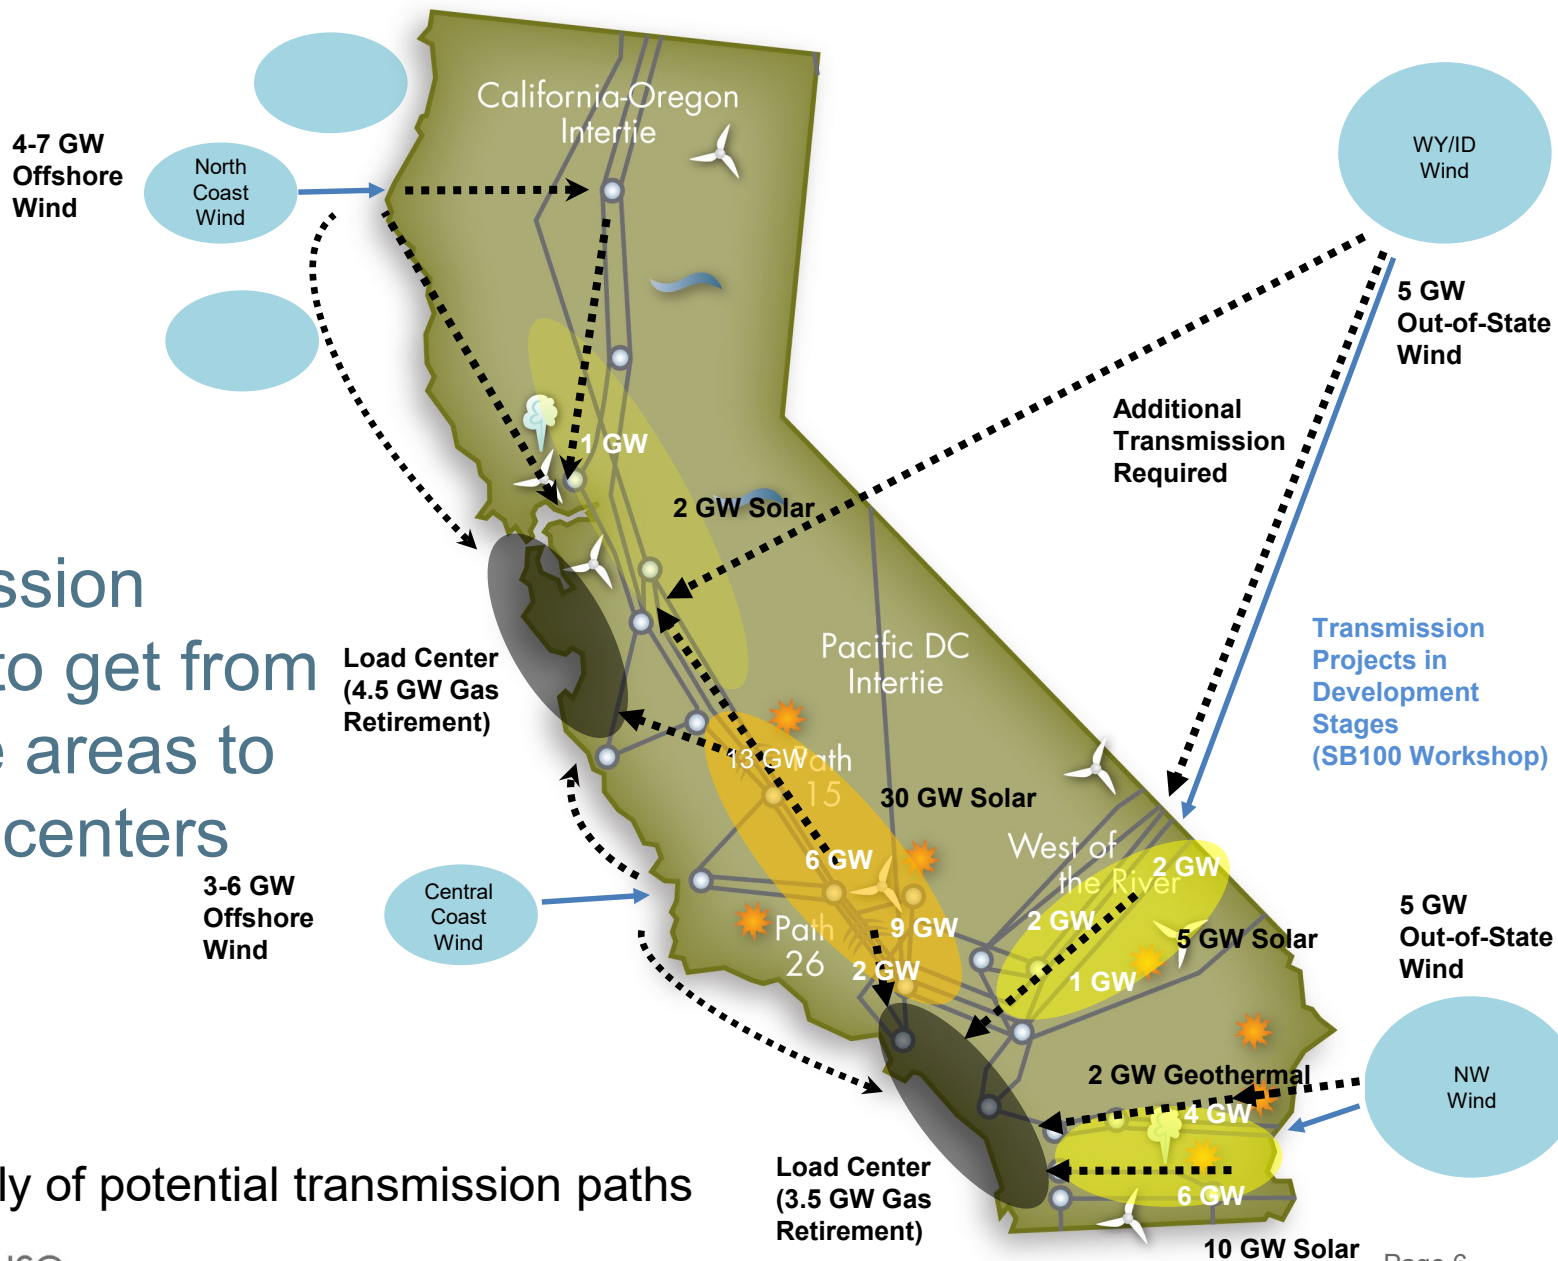 California-Oregon
Intertie
4-7 GW
Offshore
Wind
North
Coast
Wind
WY/ID
Wind
5 GW
Out-of-State
Wind
Additional
Transmission
Required
1 GW
2 GW Solar
to get from
areas to
centers
Load Center
(4.5 GW Gas
Retirement)
Pacific DC
Intertie
Transmission
Projects in
Development
Stages
(SB100 Workshop)
13 GW
Path
15
30 GW Solar
6 GW
West of
the River
2 GW
2 GW
3-6 GW
Offshore
Wind
Central
Coast
Wind
Path
26
9 GW
2 GW
5 GW Solar
1 GW
5 GW
Out-of-State
Wind
NW
Wind
2 GW Geothermal
4 GW
6 GW
Load Center
(3.5 GW Gas
Retirement)
of potential transmission paths
10 GW Solar
Page 6